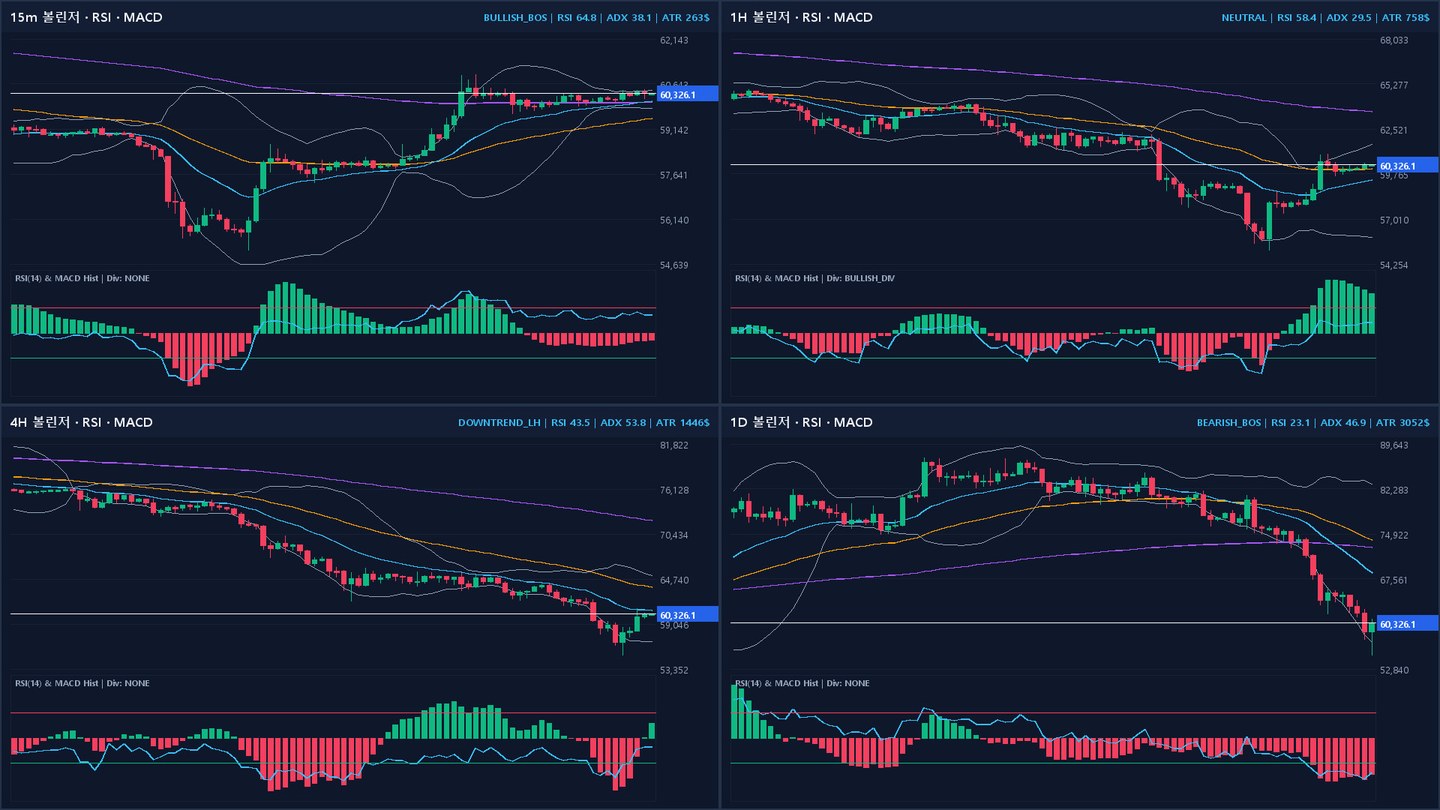 15m 볼린저 · RSI · MACD
BULLISH_BOS | RSI 64.8 | ADX 38.1 | ATR 263$
62,143
60,326.1
59,142
57,641
56,140
54,639
RSI(14) & MACD Hist | Div: NONE
1H 볼린저 · RSI · MACD
NEUTRAL | RSI 58.4 | ADX 29.5 | ATR 758$
68,033
65,277
62,521
60,326.1
59,765
57,010
54,254
RSI(14) & MACD Hist | Div: BULLISH_DIV
4H 볼린저 · RSI · MACD
DOWNTREND_LH | RSI 43.5 | ADX 53.8 | ATR 1446$
81,822
76,128
70,434
64,740
60,326.1
59,046
53,352
RSI(14) & MACD Hist | Div: NONE
1D 볼린저 · RSI · MACD
BEARISH_BOS | RSI 23.1 | ADX 46.9 | ATR 3052$
89,643
82,283
74,922
67,561
60,326.1
52,840
RSI(14) & MACD Hist | Div: NONE